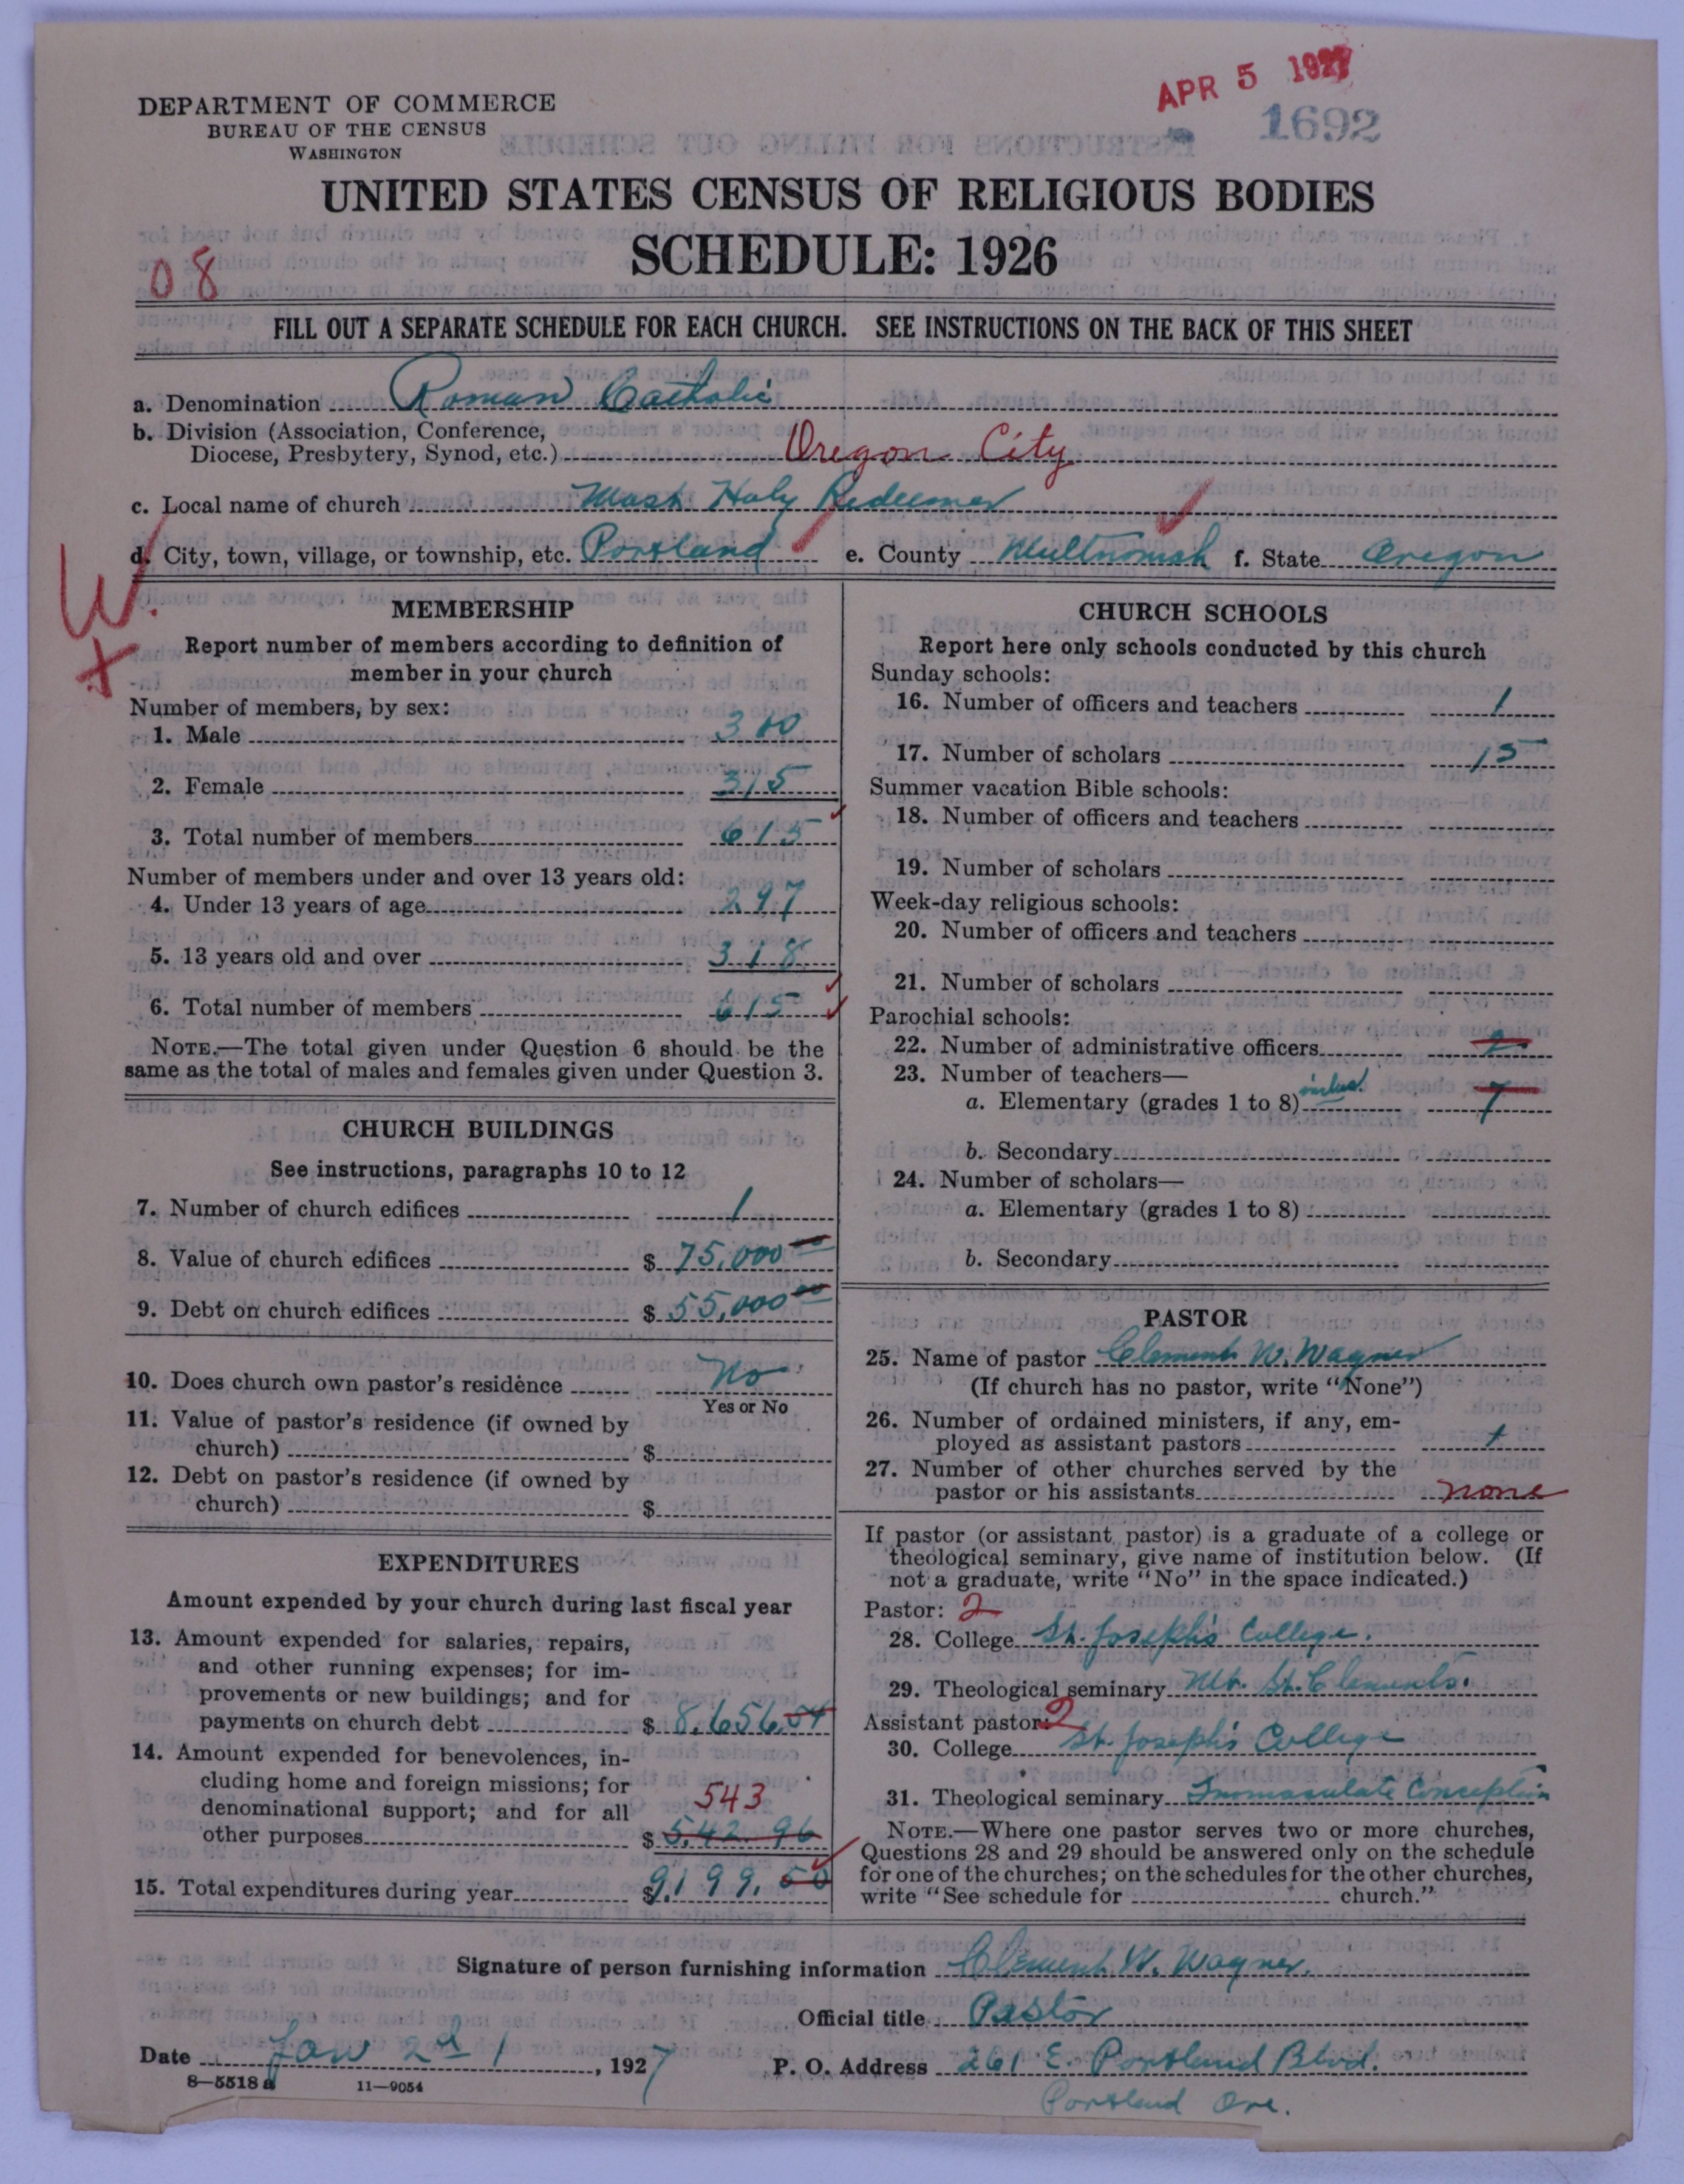 APR 5 1927
1692
DEPARTMENT OF COMMERCE
BUREAU OF THE CENSUS
WASHINGTON
UNITED STATES CENSUS OF RELIGIOUS BODIES
SCHEDULE: 1926
08
FILL OUT A SEPARATE SCHEDULE FOR EACH CHURCH. SEE INSTRUCTIONS ON THE BACK OF THIS SHEET
a. Denomination Roman Catholic
b. Division (Association, Conference,
Diocese, Presbytery, Synod, etc.) Oregon City
c. Local name of church Most Holy Redeemer
d. City, town, village, or township, etc. Portland e. County Multnomah f. State Oregon
W.
+
MEMBERSHIP
Report number of members according to definition of
member in your church
Number of members, by sex:
1. Male 300
2. Female 315
3. Total number of members 615
Number of members under and over 13 years old:
4. Under 13 years of age 297
5. 13 years old and over 318
6. Total number of members 615
NOTE.—The total given under Question 6 should be the
same as the total of males and females given under Question 3.
CHURCH BUILDINGS
See instructions, paragraphs 10 to 12
7. Number of church edifices 1
8. Value of church edifices $ 75,000 00
9. Debt on church edifices $ 55,000 00
10. Does church own pastor's residence No
Yes or No
11. Value of pastor's residence (if owned by
church) $
12. Debt on pastor's residence (if owned by
church) $
EXPENDITURES
Amount expended by your church during last fiscal year
13. Amount expended for salaries, repairs,
and other running expenses; for im-
provements or new buildings; and for
payments on church debt $ 8,656.54
14. Amount expended for benevolences, in-
cluding home and foreign missions; for
denominational support; and for all 543
other purposes $ 542.96
15. Total expenditures during year $ 9,199.50
CHURCH SCHOOLS
Report here only schools conducted by this church
Sunday schools:
16. Number of officers and teachers 1
17. Number of scholars 15
Summer vacation Bible schools:
18. Number of officers and teachers
19. Number of scholars
Week-day religious schools:
20. Number of officers and teachers
21. Number of scholars
Parochial schools:
22. Number of administrative officers 2
23. Number of teachers—
a. Elementary (grades 1 to 8) inclus. 7
b. Secondary
24. Number of scholars—
a. Elementary (grades 1 to 8)
b. Secondary
PASTOR
25. Name of pastor Clement W. Wagner
(If church has no pastor, write "None")
26. Number of ordained ministers, if any, em-
ployed as assistant pastors 1
27. Number of other churches served by the
pastor or his assistants none
If pastor (or assistant pastor) is a graduate of a college or
theological seminary, give name of institution below. (If
not a graduate, write "No" in the space indicated.)
Pastor: 2
28. College St. Joseph's College.
29. Theological seminary Mt. St. Clements.
Assistant pastor: 2
30. College St. Joseph's College
31. Theological seminary Immaculate Conception
NOTE.—Where one pastor serves two or more churches,
Questions 28 and 29 should be answered only on the schedule
for one of the churches; on the schedules for the other churches,
write "See schedule for church."
Signature of person furnishing information Clement W. Wagner.
Official title Pastor
Date Jan 2d, 1927 P. O. Address 261 E. Portland Blvd.
8—5518a 11—9054 Portland Ore.